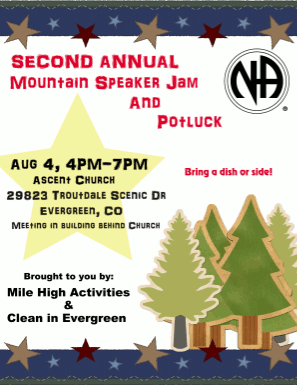 SECOND ANNUAL
MOUNTAIN SPEAKER JAM
AND
POTLUCK
NA
®
AUG 4, 4PM-7PM
ASCENT CHURCH
29823 TROUTDALE SCENIC DR
EVERGREEN, CO
MEETING IN BUILDING BEHIND CHURCH
Bring a dish or side!
Brought to you by:
Mile High Activities
&
Clean in Evergreen